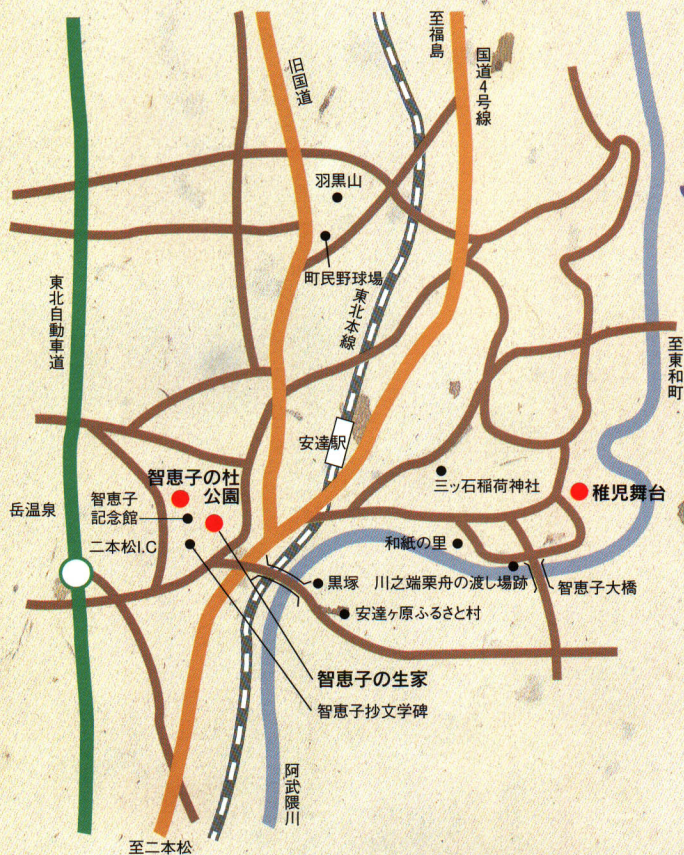 至福島
国道4号線
旧国道
羽黒山
町民野球場
東北本線
東北自動車道
至東和町
安達駅
三ッ石稲荷神社
稚児舞台
智恵子の杜
公園
智恵子
記念館
岳温泉
二本松I.C
和紙の里
黒塚
川之端栗舟の渡し場跡
智恵子大橋
安達ヶ原ふるさと村
智恵子の生家
智恵子抄文学碑
阿武隈川
至二本松